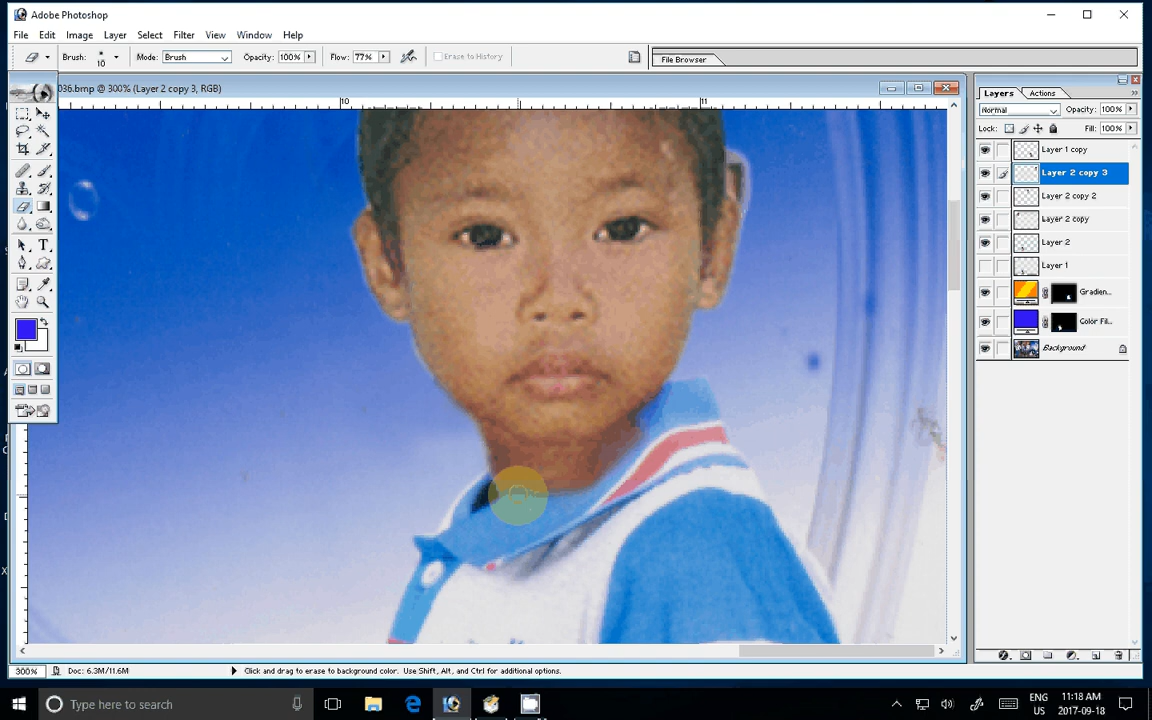 Adobe Photoshop
File Edit Image Layer Select Filter View Window Help
Brush: 10 Mode: Brush Opacity: 100% Flow: 77% Erase to History File Browser
036.bmp @ 300% (Layer 2 copy 3, RGB)
10 11
Layers Actions
Normal Opacity: 100%
Lock: Fill: 100%
Layer 1 copy
Layer 2 copy 3
Layer 2 copy 2
Layer 2 copy
Layer 2
Layer 1
Gradien...
Color Fil...
Background
300% Doc: 6.3M/11.6M Click and drag to erase to background color. Use Shift, Alt, and Ctrl for additional options.
Type here to search
ENG
US
11:18 AM
2017-09-18